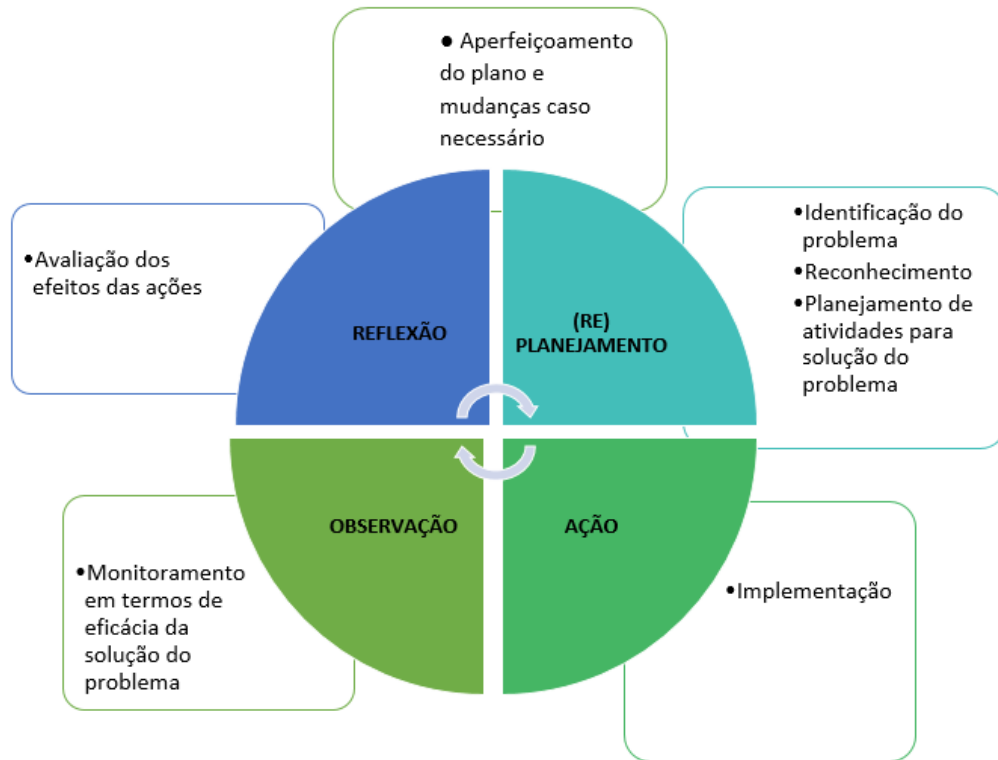 ● Aperfeiçoamento
do plano e
mudanças caso
necessário
•Avaliação dos
efeitos das ações
•Identificação do
problema
•Reconhecimento
•Planejamento de
atividades para
solução do
problema
REFLEXÃO
(RE)
PLANEJAMENTO
OBSERVAÇÃO
AÇÃO
•Monitoramento
em termos de
eficácia da
solução do
problema
•Implementação